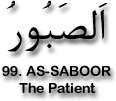 اَلصَبُورُ
99. AS-SABOOR
The Patient